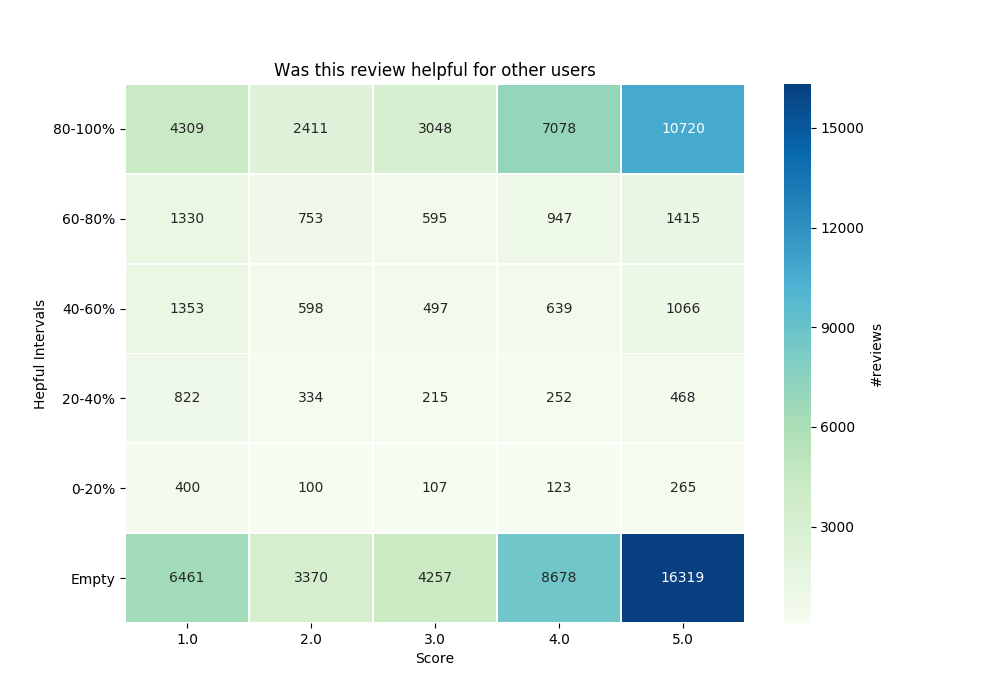 Was this review helpful for other users
80-100% 4309 2411 3048 7078 10720
60-80% 1330 753 595 947 1415
40-60% 1353 598 497 639 1066
20-40% 822 334 215 252 468
0-20% 400 100 107 123 265
Empty 6461 3370 4257 8678 16319
1.0 2.0 3.0 4.0 5.0
Score
Hepful Intervals
15000
12000
9000
6000
3000
#reviews